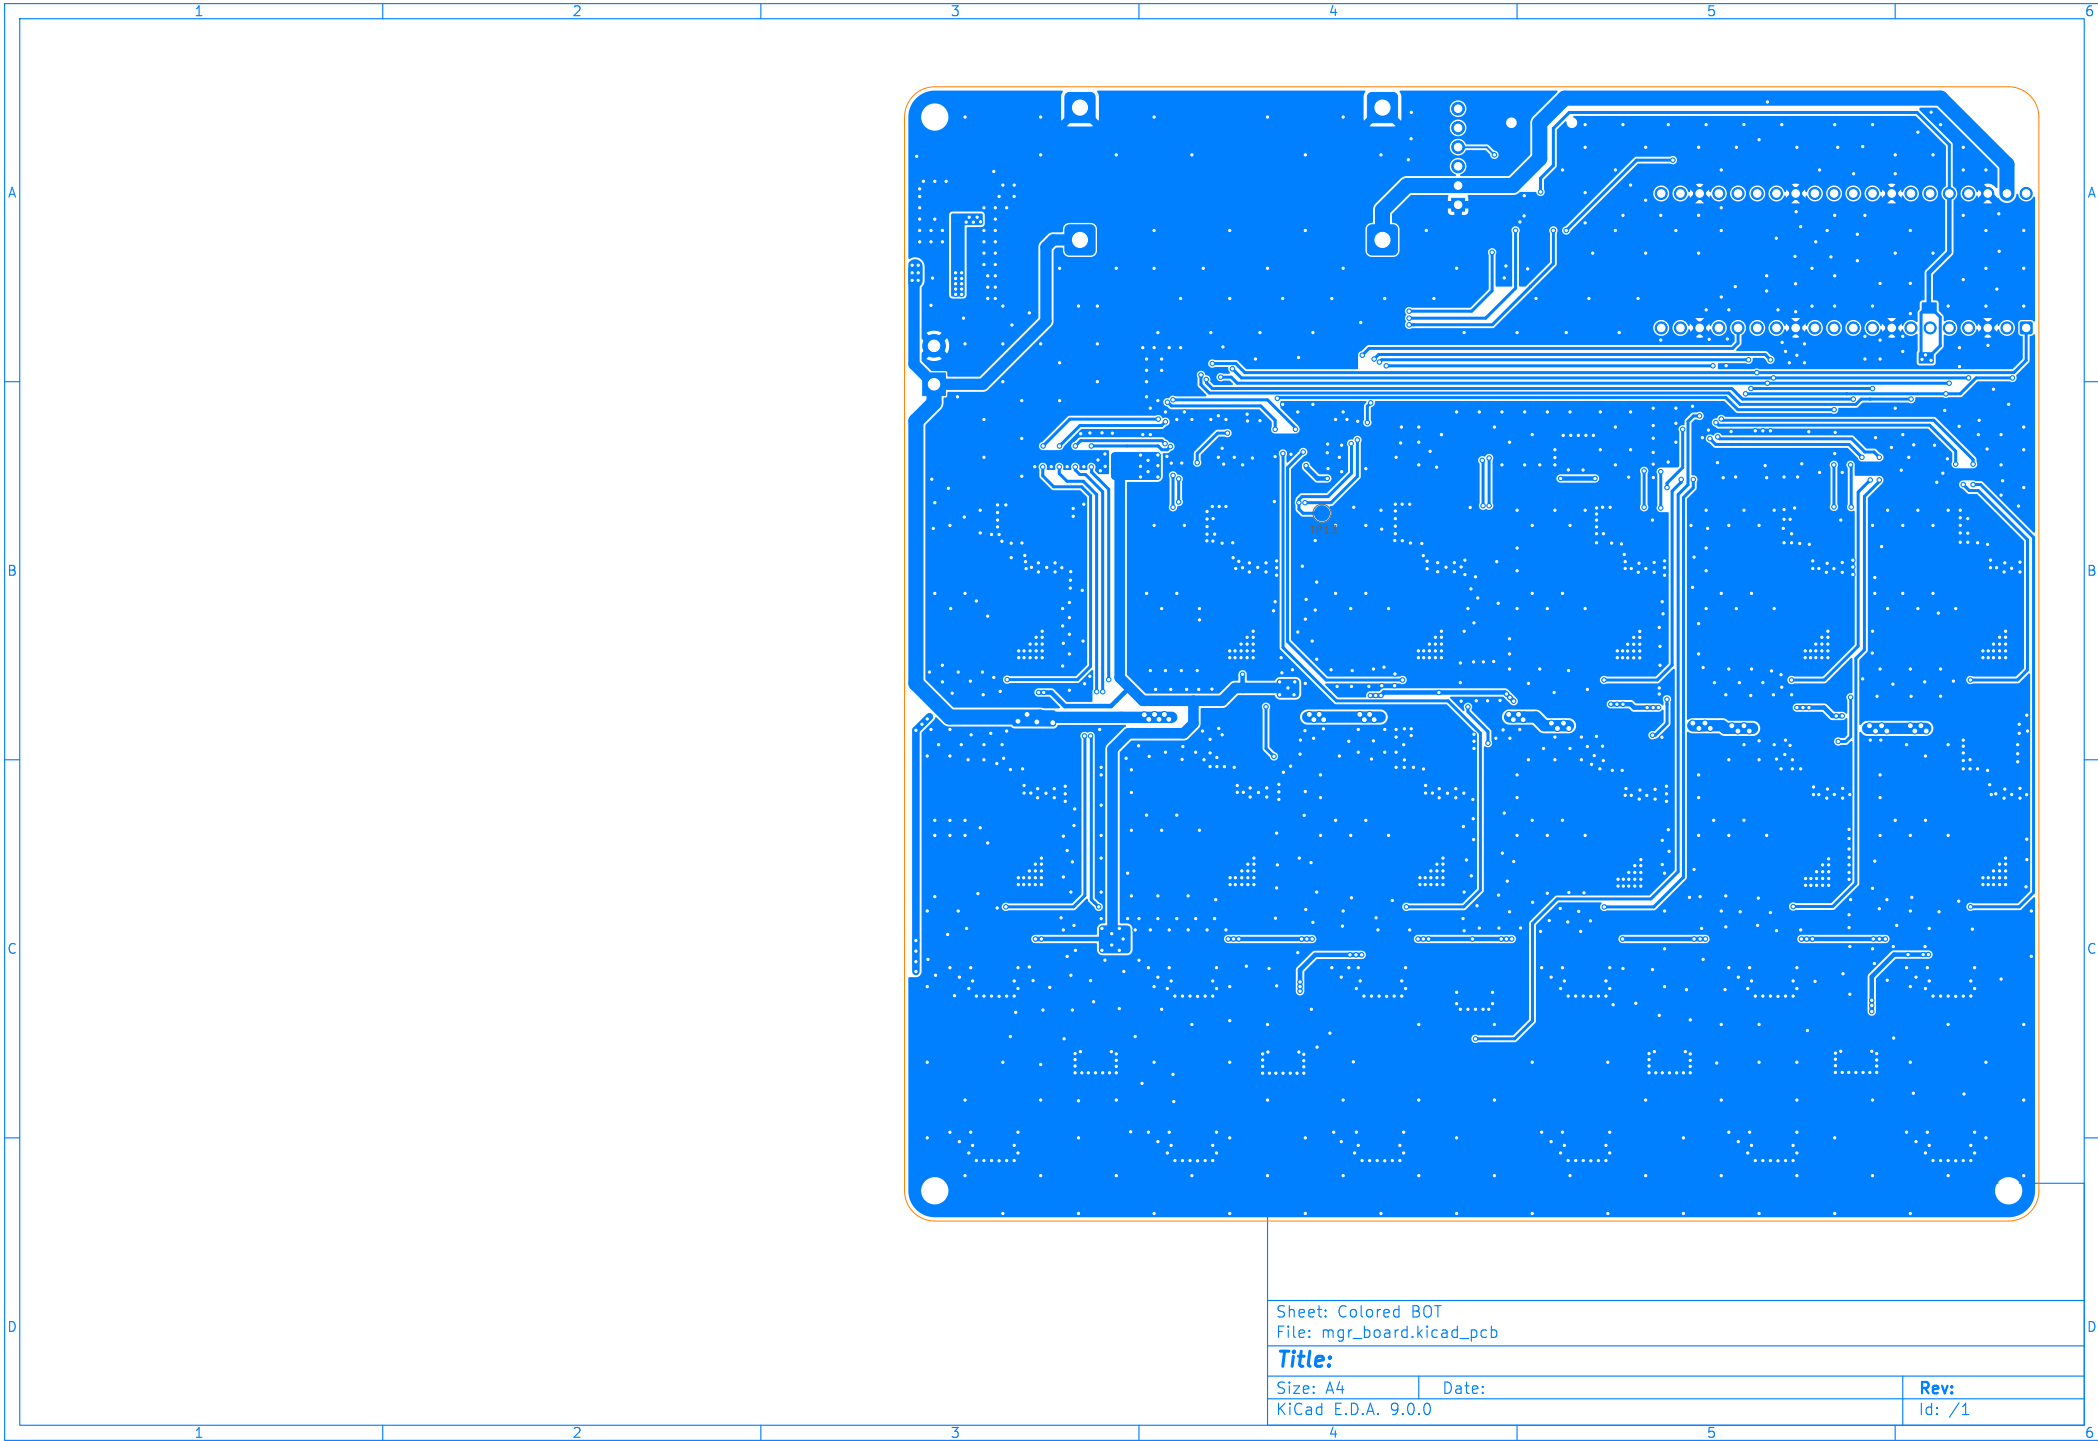 1 2 3 4 5 6
A A
B B
C C
D D
Sheet: Colored BOT
File: mgr_board.kicad_pcb
Title:
Size: A4 Date: Rev:
KiCad E.D.A. 9.0.0 Id: /1
1 2 3 4 5 6